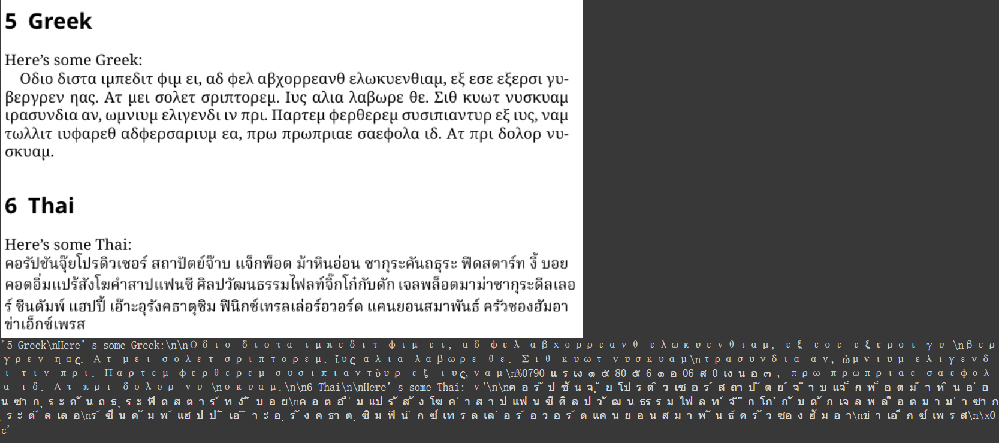 5 Greek
Here’s some Greek:
Οδιο διστα ιμπεδιτ φιμ ει, αδ φελ αβχορρεανθ ελωκυενθιαμ, εξ εσε εξερσι γυ-
βεργρεν ηας. Ατ μει σολετ σριπτορεμ. Ιυς αλια λαβωρε θε. Σιθ κυωτ νυσκυαμ
ιρασυνδια αν, ωμνιυμ ελιγενδι ιν πρι. Παρτεμ φερθερεμ συσιπιαντυρ εξ ιυς, ναμ
τωλλιτ ιυφαρεθ αδφερσαριυμ εα, πρω πρωπριαε σαεφολα ιδ. Ατ πρι δολορ νυ-
σκυαμ.
6 Thai
Here’s some Thai:
คอรัปชันจุ๊ยโปรดิวเซอร์ สถาปัตย์จ๊าบ แจ็กพ็อต ม้าหินอ่อน ซากุระคันถธุระ ฟีดสตาร์ท งี้ บอย
คอตอิ่มแปร้สังโฆคำสาปแฟนซี ศิลปวัฒนธรรมไฟลท์จิ๊กโก๋กับดัก เจลพล็อตมาม่าซากุระดีลเลอ
ร์ ซีนดัมพ์ แฮปปี้ เอ๊าะอุรังคธาตุซิม ฟินิกซ์เทรลเล่อร์อวอร์ด แคนยอนสมาพันธ์ ครัวซองฮัมอา
ข่าเอ็กซ์เพรส
'5 Greek\nHere’s some Greek:\n\nΟδιο διστα ιμπεδιτ φιμ ει, αδ φελ αβχορρεανθ ελωκυενθιαμ, εξ εσε εξερσι γυ-\nβερ
γρεν ηας. Ατ μει σολετ σριπτορεμ. ἵυς αλια λαβωρε θε. Σιθ κυωτ νυσκυαμ\nτρασυνδια αν, ὠμνιυμ ελιγενδ
ι τιν πρι. Παρτεμ φερθερεμ συσιπιαντὺυρ εξ ιυς, ναμ\n%0790 แ ร เง ๑ ๕ 80 ๕ 6 ๑ อ 06 ส 0 เง น อ ๓ , πρω πρωπριαε σαεφολ
α ιδ. Ατ πρι δολορ νυ-\nσκυαμ.\n\n6 Thai\n\nHere’s some Thai: ν'\n\nค อ ร ั ป ซั น จ ุ ้ ย โป ร ด ิ ว เซ อ ร ์ ส ถา ป ั ต ย ์ จ ๊ า บ แจ ็ ก พ ็ อ ต ม ้ า ห ิ น อ ่ อ
น ซา ก ุ ร ะ ค ั น ถ ธ ุ ร ะ ฟี ด ส ต า ร ์ ท ง ี ้ บ อ ย\nค อ ต อ ิ ่ ม แป ร ้ ส ั ง โฆ ค ํ า ส า ป แฟ น ซี ศิ ล ป ว ั ฒ น ธร ร ม ไฟ ล ท ์ จ ิ ๊ ก โก ๋ ก ั บ ด ั ก เจ ล พ ล ็ อ ต ม า ม ่ า ซา ก
ุ ร ะ ด ี ล เล อ\nร ์ ซี น ด ั ม พ ์ แฮ ป ป ี ้ เอ ๊ า ะ อ ุ ร ั ง ค ธา ต ุ ซิ ม ฟิ น ิ ก ซ์ เท ร ล เล ่ อ ร ์ อ ว อ ร ์ ด แค น ย อ น ส ม า พ ั น ธ์ ค ร ั ว ซอ ง ฮั ม อ า\nข่ า เอ ็ ก ซ์ เพ ร ส\n\x0
c'